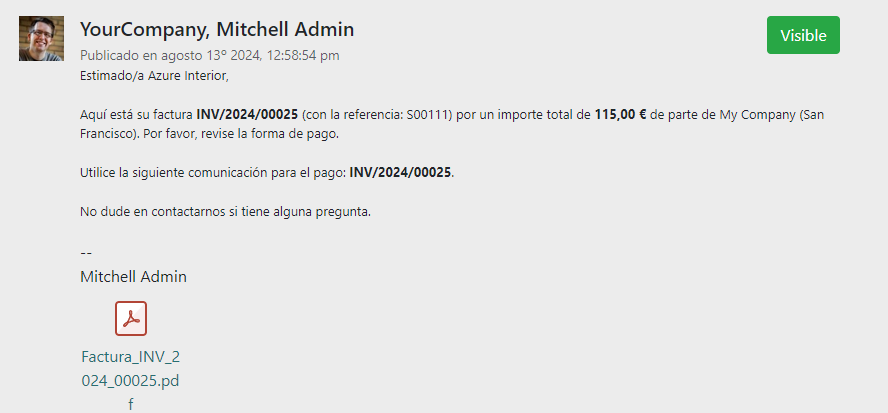 YourCompany, Mitchell Admin
Visible
Publicado en agosto 13º 2024, 12:58:54 pm
Estimado/a Azure Interior,
Aquí está su factura INV/2024/00025 (con la referencia: S00111) por un importe total de 115,00 € de parte de My Company (San
Francisco). Por favor, revise la forma de pago.
Utilice la siguiente comunicación para el pago: INV/2024/00025.
No dude en contactarnos si tiene alguna pregunta.
--
Mitchell Admin
Factura_INV_2
024_00025.pd
f